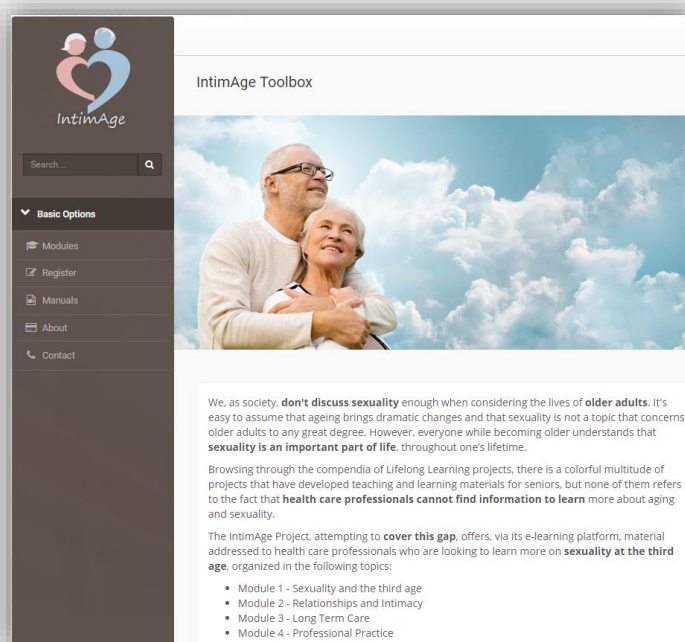 IntimAge
Search...
Basic Options
Modules
Register
Manuals
About
Contact
IntimAge Toolbox
We, as society, don't discuss sexuality enough when considering the lives of older adults. It's
easy to assume that ageing brings dramatic changes and that sexuality is not a topic that concerns
older adults to any great degree. However, everyone while becoming older understands that
sexuality is an important part of life, throughout one's lifetime.
Browsing through the compendia of Lifelong Learning projects, there is a colorful multitude of
projects that have developed teaching and learning materials for seniors, but none of them refers
to the fact that health care professionals cannot find information to learn more about aging
and sexuality.
The IntimAge Project, attempting to cover this gap, offers, via its e-learning platform, material
addressed to health care professionals who are looking to learn more on sexuality at the third
age, organized in the following topics:
• Module 1 - Sexuality and the third age
• Module 2 - Relationships and Intimacy
• Module 3 - Long Term Care
• Module 4 - Professional Practice